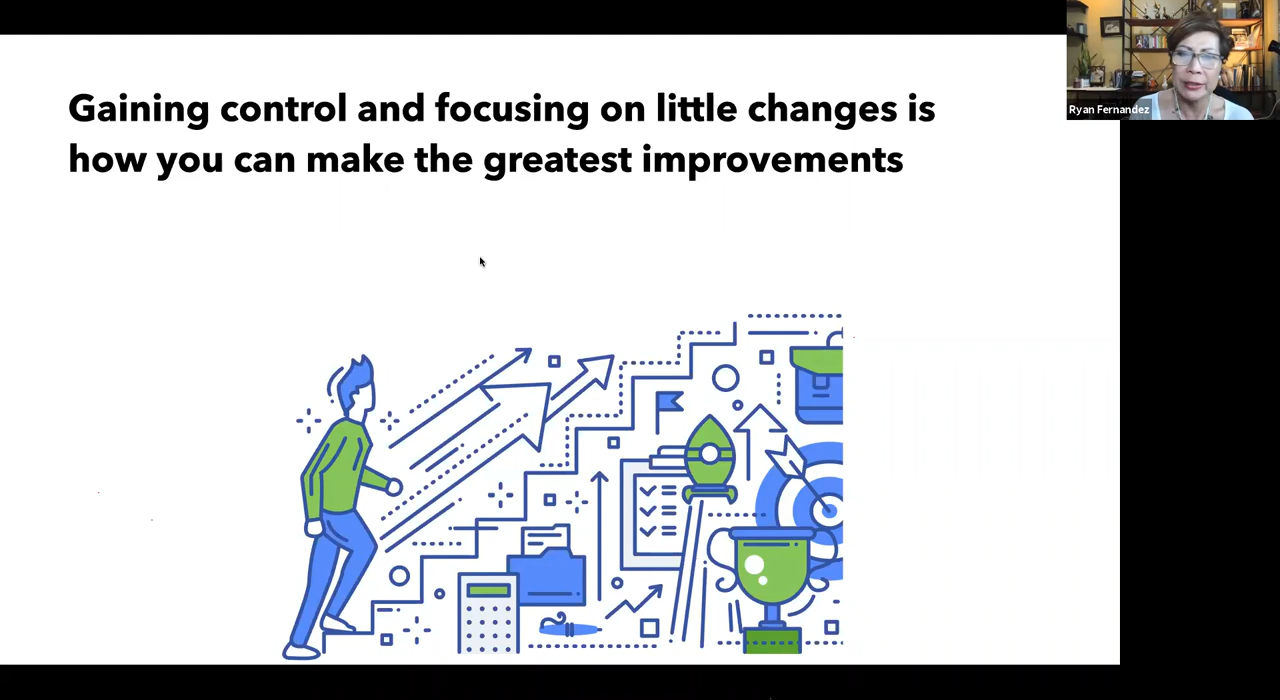 Gaining control and focusing on little changes is
how you can make the greatest improvements
Ryan Fernandez